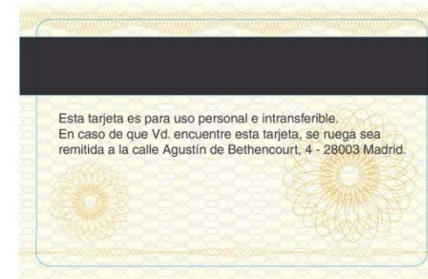 Esta tarjeta es para uso personal e intransferible.
En caso de que Vd. encuentre esta tarjeta, se ruega sea
remitida a la calle Agustín de Bethencourt, 4 - 28003 Madrid.